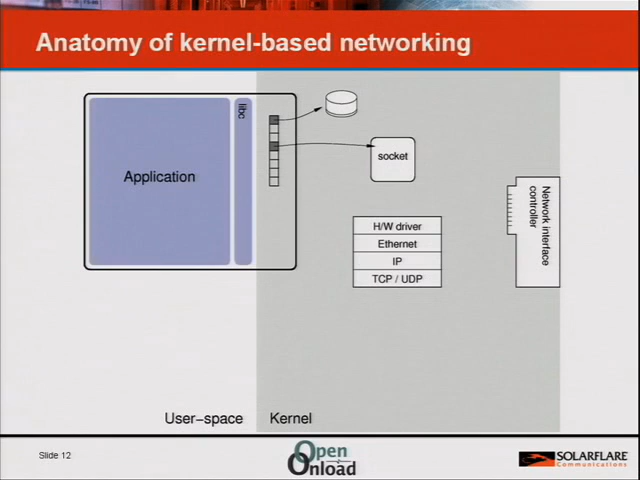 Anatomy of kernel-based networking
Application
libc
socket
H/W driver
Ethernet
IP
TCP / UDP
Network interface
controller
User-space
Kernel
Slide 12
Open
Onload
SOLARFLARE
Communications